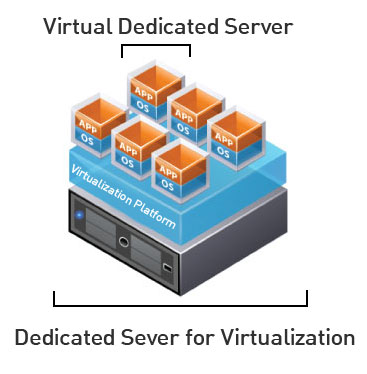 Virtual Dedicated Server
APP
OS
APP
OS
APP
OS
APP
OS
APP
OS
APP
OS
Virtualization Platform
Dedicated Sever for Virtualization